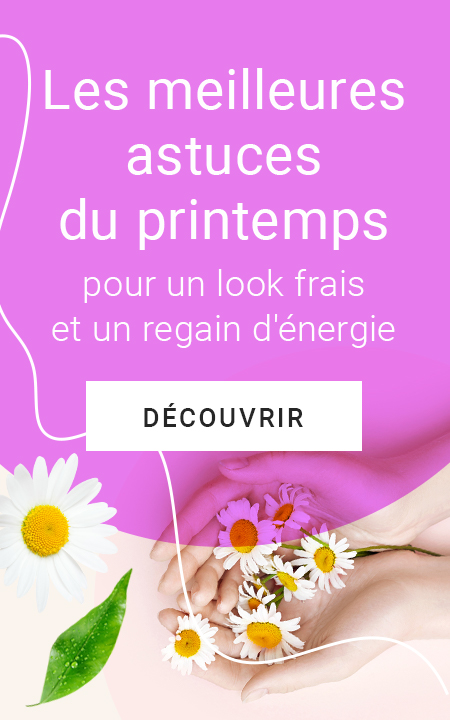 Les meilleures
astuces
du printemps
pour un look frais
et un regain d'énergie
DÉCOUVRIR